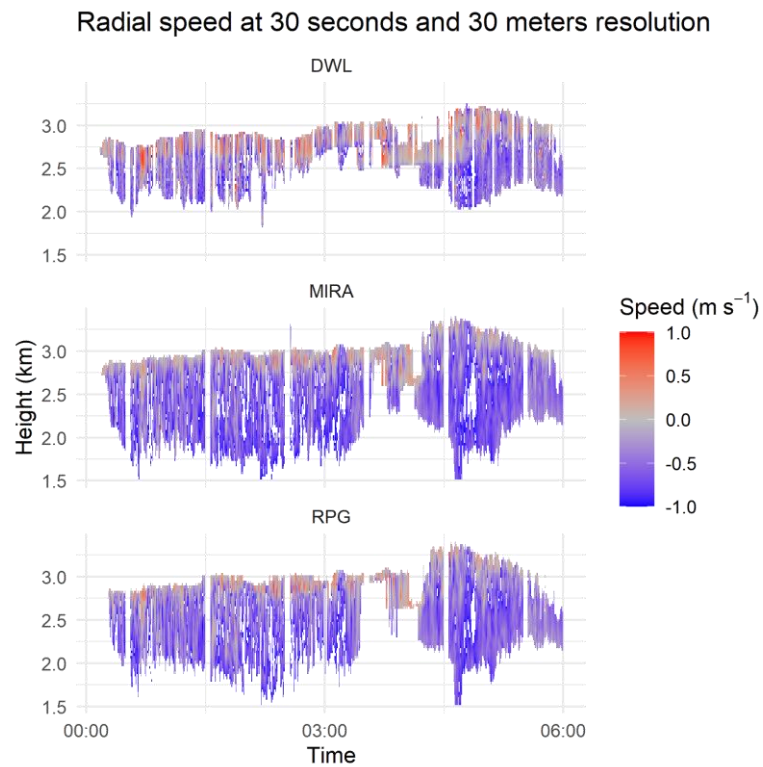 Radial speed at 30 seconds and 30 meters resolution
DWL
3.0
2.5
2.0
1.5
MIRA
3.0
2.5
2.0
1.5
RPG
3.0
2.5
2.0
1.5
00:00
03:00
06:00
Time
Height (km)
Speed (m s⁻¹)
1.0
0.5
0.0
-0.5
-1.0